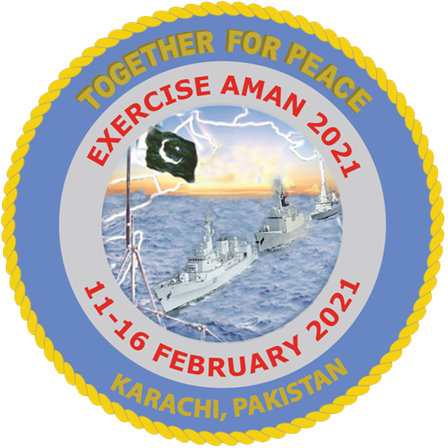 TOGETHER FOR PEACE
EXERCISE AMAN 2021
11-16 FEBRUARY 2021
KARACHI, PAKISTAN